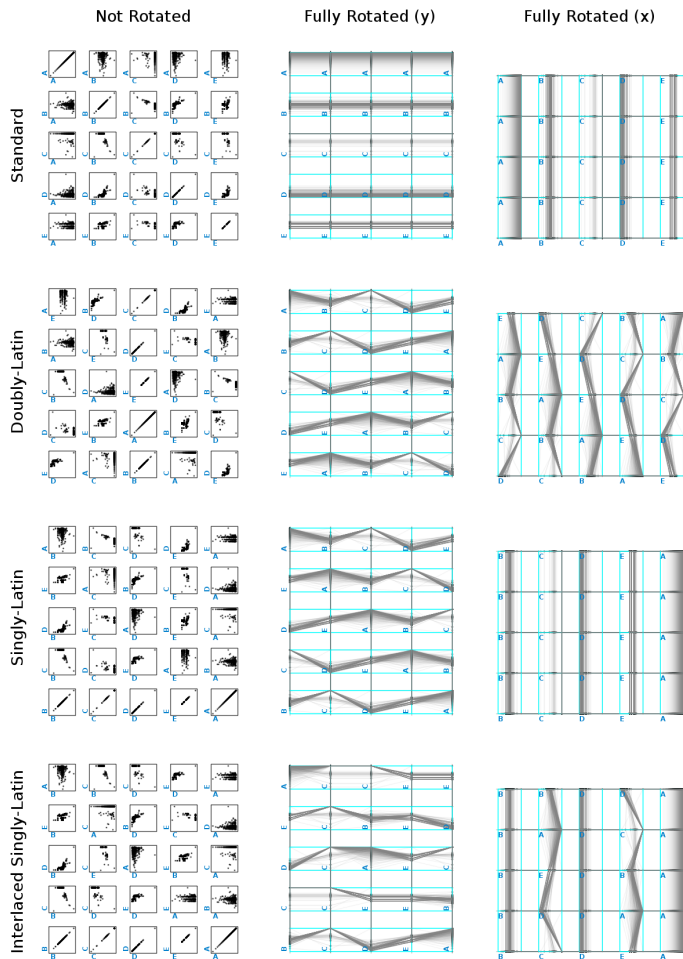 Not Rotated Fully Rotated (y) Fully Rotated (x)
Standard
A A A A A
A B C D E
B B B B B
A B C D E
C C C C C
A B C D E
D D D D D
A B C D E
E E E E E
A B C D E
A A A A A
B B B B B
C C C C C
D D D D D
E E E E E
A B C D E
A B C D E
A B C D E
A B C D E
A B C D E
Doubly-Latin
A B C D E
E D C B A
B C D E A
A E D C B
C D E A B
B A E D C
D E A B C
C B A E D
E A B C D
D C B A E
A B C D E
B C D E A
C D E A B
D E A B C
E A B C D
E D C B A
A E D C B
B A E D C
C B A E D
D C B A E
Singly-Latin
A B C D E
B C D E A
E A B C D
B C D E A
D E A B C
B C D E A
C D E A B
B C D E A
B C D E A
B C D E A
A B C D E
E A B C D
D E A B C
C D E A B
B C D E A
B C D E A
B C D E A
B C D E A
B C D E A
B C D E A
Interlaced Singly-Latin
A C C E E
B D D A
E C B E D
B A D C A
D C A E C
B E D B A
C C D E B
B D E A A
B C D E A
B C D E A